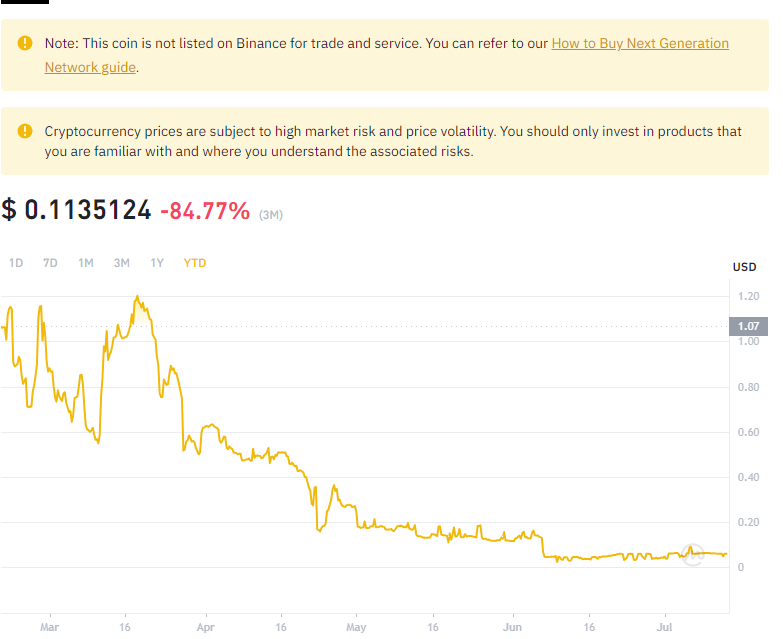 Note: This coin is not listed on Binance for trade and service. You can refer to our How to Buy Next Generation
Network guide.
Cryptocurrency prices are subject to high market risk and price volatility. You should only invest in products that
you are familiar with and where you understand the associated risks.
$ 0.1135124 -84.77% (3M)
1D 7D 1M 3M 1Y YTD
USD
1.20
1.07
1.00
0.80
0.60
0.40
0.20
0
Mar 16 Apr 16 May 16 Jun 16 Jul